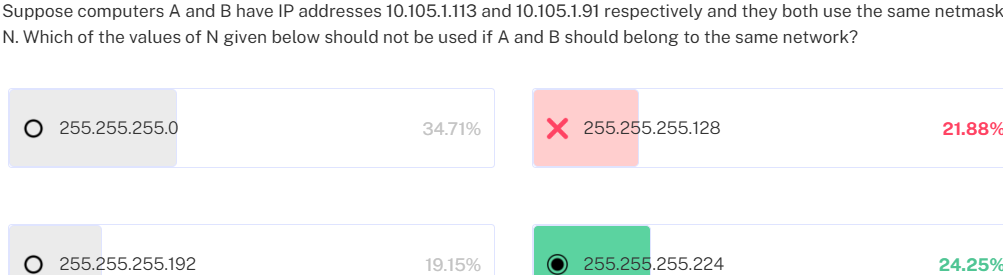 Suppose computers A and B have IP addresses 10.105.1.113 and 10.105.1.91 respectively and they both use the same netmask
N. Which of the values of N given below should not be used if A and B should belong to the same network?
255.255.255.0 34.71% 255.255.255.128 21.88%
255.255.255.192 19.15% 255.255.255.224 24.25%